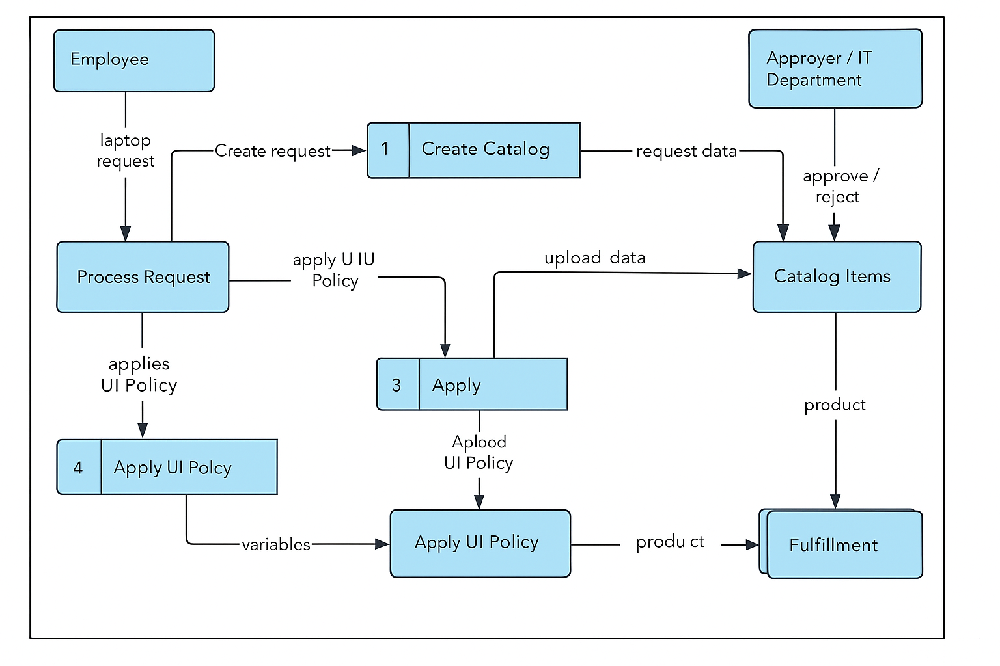 Employee
Approyer / IT
Department
laptop
request
Create request
1
Create Catalog
request data
approve /
reject
Process Request
apply U IU
Policy
upload data
Catalog Items
applies
UI Policy
3
Apply
product
4
Apply UI Polcy
Aplood
UI Policy
variables
Apply UI Policy
produ ct
Fulfillment